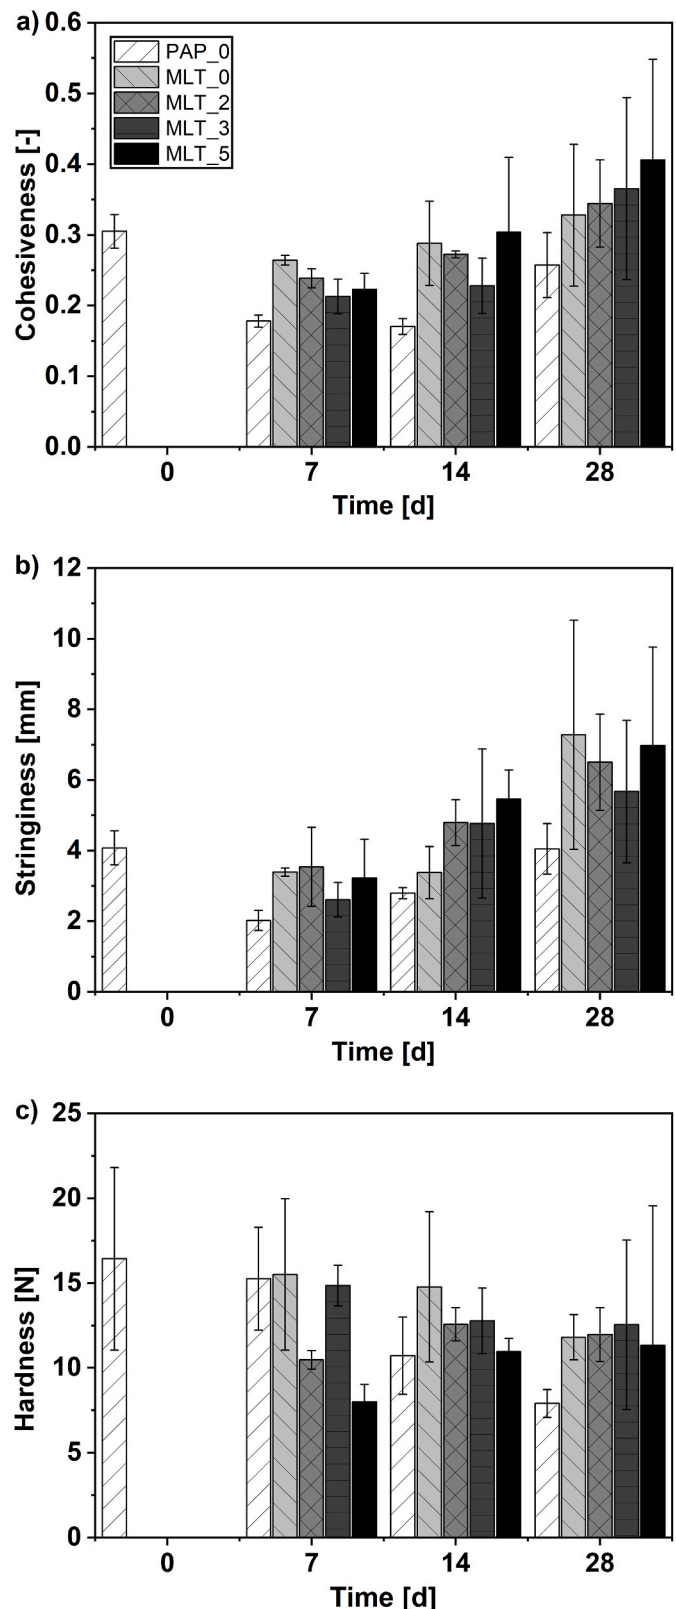 a)
Cohesiveness [-]
0.6
0.5
0.4
0.3
0.2
0.1
0.0
PAP_0
MLT_0
MLT_2
MLT_3
MLT_5
0 7 14 28
Time [d]
b)
Stringiness [mm]
12
10
8
6
4
2
0
0 7 14 28
Time [d]
c)
Hardness [N]
25
20
15
10
5
0
0 7 14 28
Time [d]